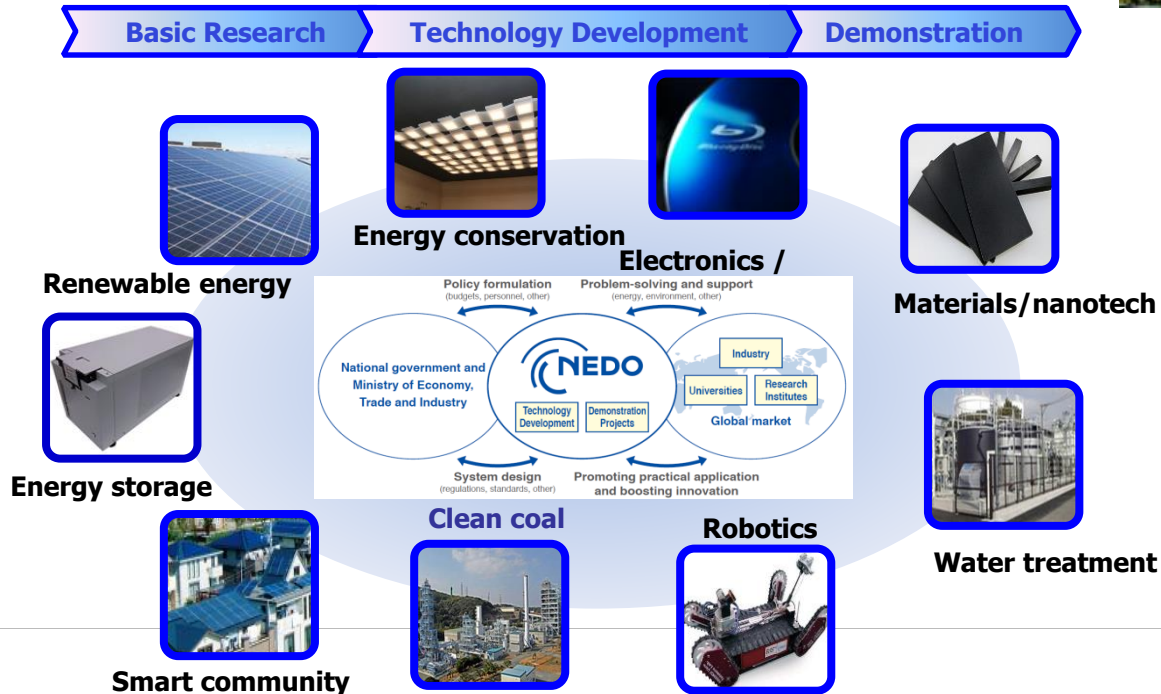 Basic Research
Technology Development
Demonstration
Blu-ray Disc
Energy conservation
Electronics /
Renewable energy
Materials/nanotech
Policy formulation
(budgets, personnel, other)
Problem-solving and support
(energy, environment, other)
National government and
Ministry of Economy,
Trade and Industry
NEDO
Technology
Development
Demonstration
Projects
Industry
Universities
Research
Institutes
Global market
System design
(regulations, standards, other)
Promoting practical application
and boosting innovation
Energy storage
Clean coal
Robotics
Water treatment
Smart community